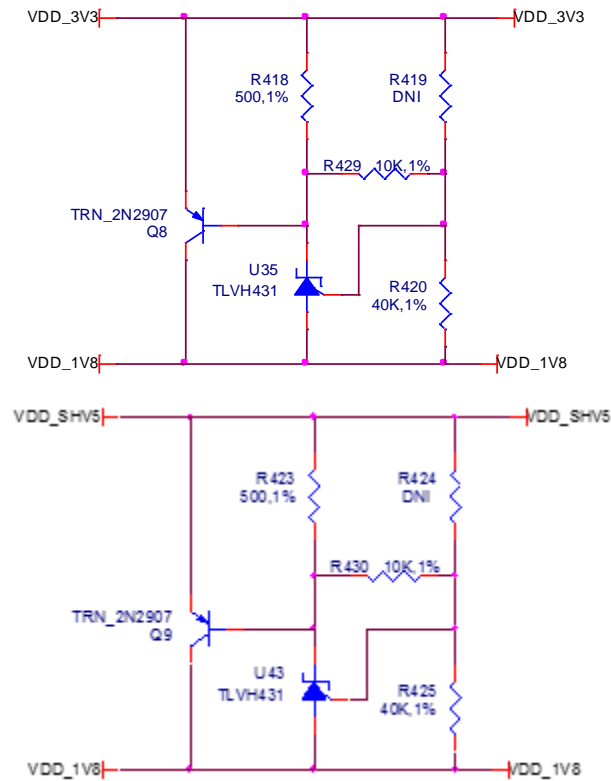 VDD_3V3
VDD_3V3
R418
500,1%
R419
DNI
R429 10K,1%
TRN_2N2907
Q8
U35
TLVH431
R420
40K,1%
VDD_1V8
VDD_1V8
VDD_SHV5
VDD_SHV5
R423
500,1%
R424
DNI
R430 10K,1%
TRN_2N2907
Q9
U43
TLVH431
R425
40K,1%
VDD_1V8
VDD_1V8